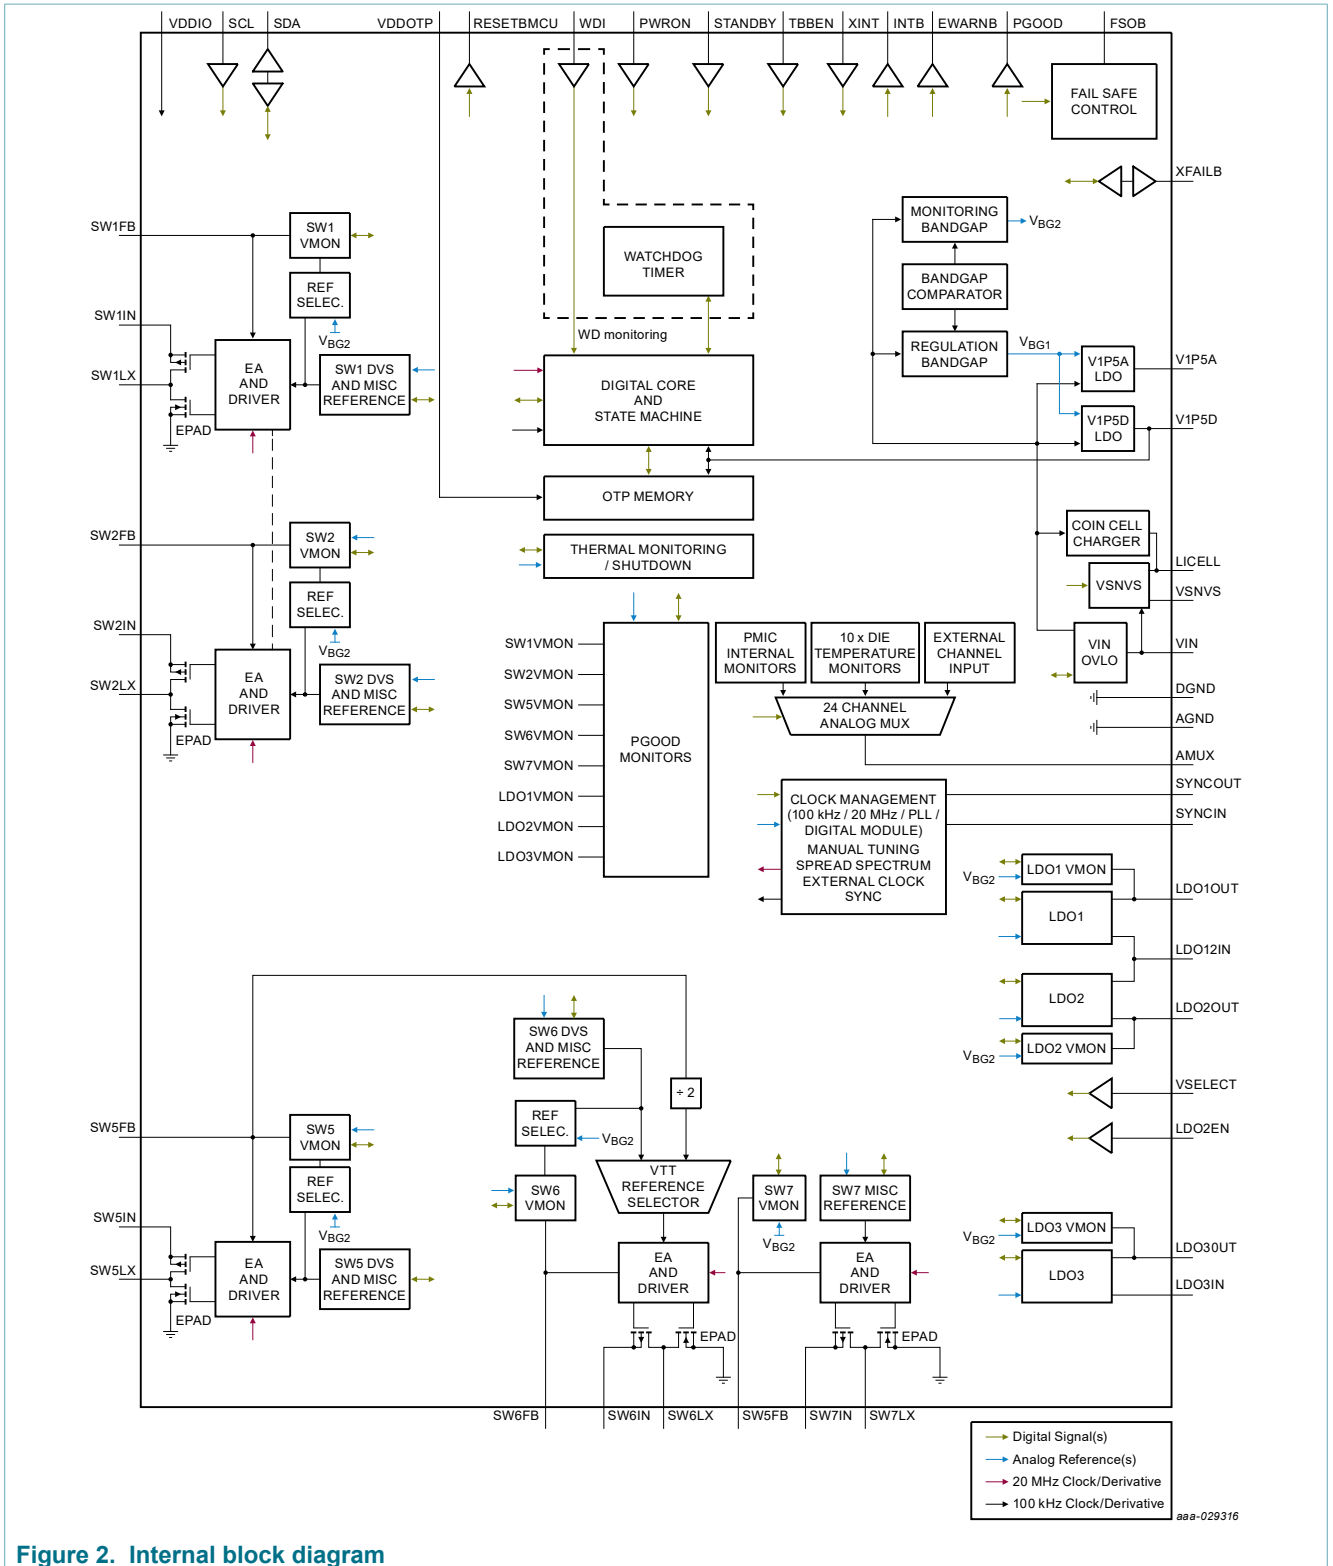 VDDIO SCL SDA VDDOTP RESETBMCU WDI PWRON STANDBY TBBEN XINT INTB EWARNB PGOOD FSOB
FAIL SAFE
CONTROL
XFAILB
MONITORING
BANDGAP
VBG2
BANDGAP
COMPARATOR
REGULATION
BANDGAP
VBG1
V1P5A
LDO
V1P5A
V1P5D
LDO
V1P5D
WATCHDOG
TIMER
WD monitoring
DIGITAL CORE
AND
STATE MACHINE
OTP MEMORY
THERMAL MONITORING
/ SHUTDOWN
SW1FB
SW1
VMON
REF
SELEC.
VBG2
SW1IN
SW1LX
EA
AND
DRIVER
SW1 DVS
AND MISC
REFERENCE
EPAD
SW2FB
SW2
VMON
REF
SELEC.
VBG2
SW2IN
SW2LX
EA
AND
DRIVER
SW2 DVS
AND MISC
REFERENCE
EPAD
COIN CELL
CHARGER
LICELL
VSNVS
VSNVS
VIN
OVLO
VIN
DGND
AGND
AMUX
SW1VMON
SW2VMON
SW5VMON
SW6VMON
SW7VMON
LDO1VMON
LDO2VMON
LDO3VMON
PGOOD
MONITORS
PMIC
INTERNAL
MONITORS
10 x DIE
TEMPERATURE
MONITORS
EXTERNAL
CHANNEL
INPUT
24 CHANNEL
ANALOG MUX
CLOCK MANAGEMENT
(100 kHz / 20 MHz / PLL /
DIGITAL MODULE)
MANUAL TUNING
SPREAD SPECTRUM
EXTERNAL CLOCK
SYNC
SYNCOUT
SYNCIN
LDO1 VMON
VBG2
LDO1OUT
LDO1
LDO12IN
LDO2
LDO2OUT
LDO2 VMON
VBG2
VSELECT
LDO2EN
SW6 DVS
AND MISC
REFERENCE
÷ 2
REF
SELEC.
VBG2
SW6
VMON
VTT
REFERENCE
SELECTOR
SW7
VMON
VBG2
SW7 MISC
REFERENCE
EA
AND
DRIVER
EPAD
EA
AND
DRIVER
EPAD
SW5FB
SW5
VMON
REF
SELEC.
VBG2
SW5IN
SW5LX
EA
AND
DRIVER
SW5 DVS
AND MISC
REFERENCE
EPAD
LDO3 VMON
VBG2
LDO30UT
LDO3
LDO3IN
SW6FB SW6IN SW6LX SW5FB SW7IN SW7LX
Digital Signal(s)
Analog Reference(s)
20 MHz Clock/Derivative
100 kHz Clock/Derivative
aaa-029316
Figure 2. Internal block diagram